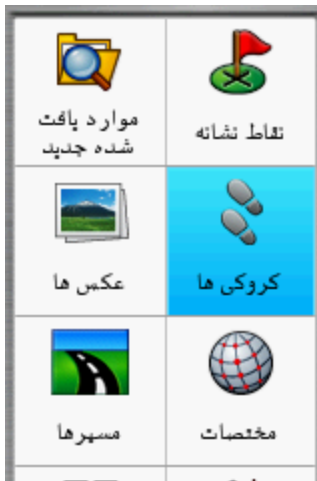 نقاط نشانه
موارد یافت
شده جدید
کروکی ها
عکس ها
مختصات
مسیرها